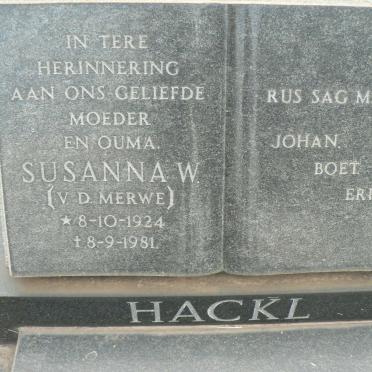 IN TERE
HERINNERING
AAN ONS GELIEFDE
MOEDER
EN OUMA.
SUSANNA W
(V D. MERWE)
★8-10-1924
†8-9-1981.
RUS SAG
JOHAN.
BOET
HACKL